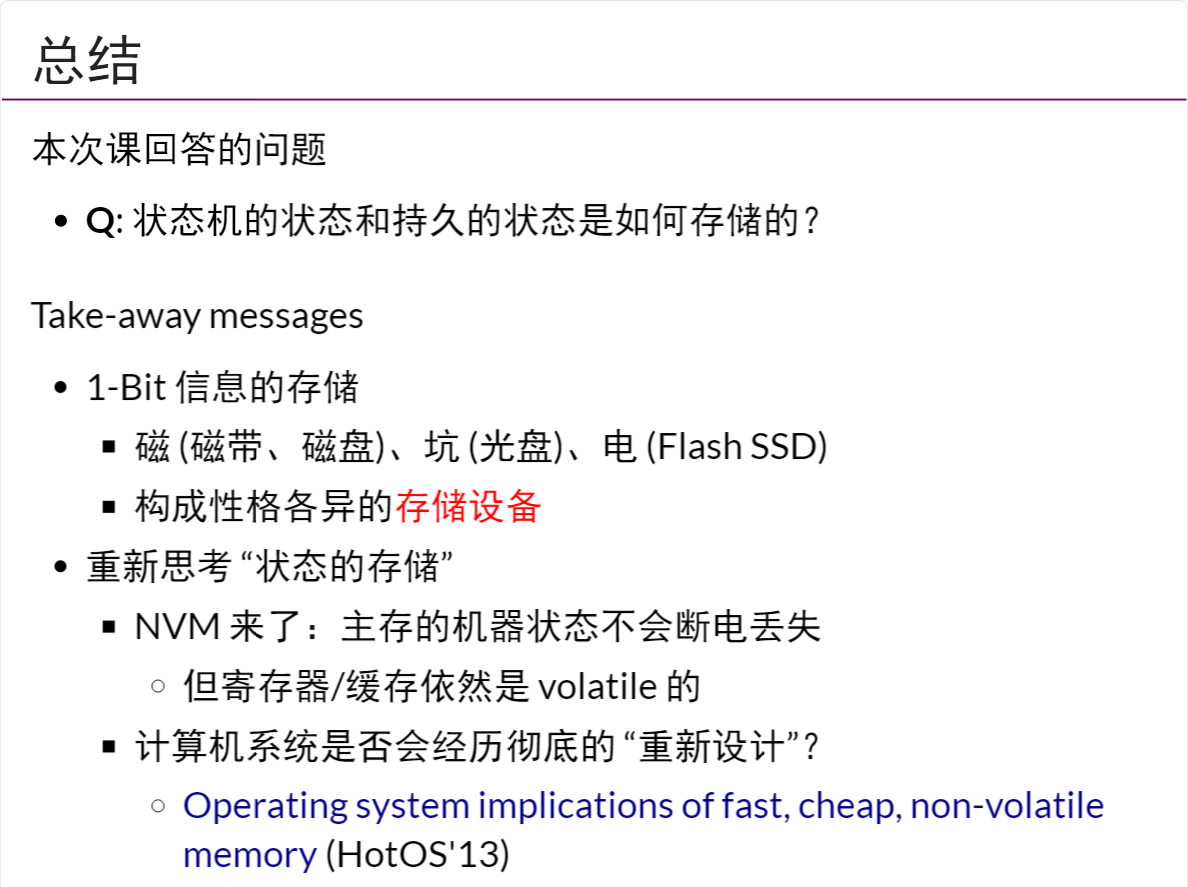 总结
本次课回答的问题
• Q: 状态机的状态和持久的状态是如何存储的？
Take-away messages
• 1-Bit 信息的存储
▪ 磁 (磁带、磁盘)、坑 (光盘)、电 (Flash SSD)
▪ 构成性格各异的存储设备
• 重新思考 “状态的存储”
▪ NVM 来了：主存的机器状态不会断电丢失
○ 但寄存器/缓存依然是 volatile 的
▪ 计算机系统是否会经历彻底的 “重新设计”？
○ Operating system implications of fast, cheap, non-volatile
memory (HotOS'13)